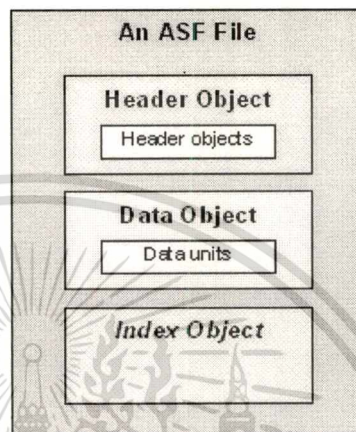 An ASF File
Header Object
Header objects
Data Object
Data units
Index Object